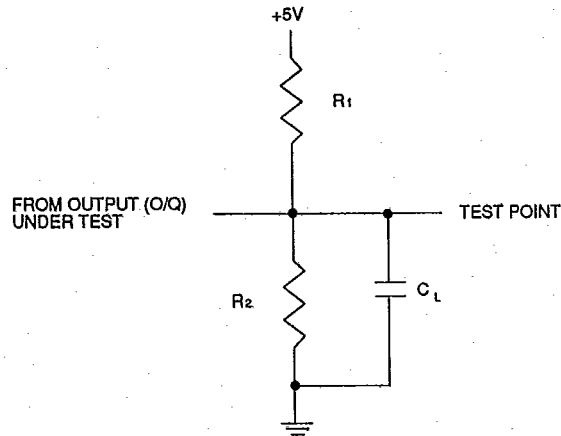 +5V
R1
FROM OUTPUT (O/Q)
UNDER TEST
TEST POINT
R2
CL